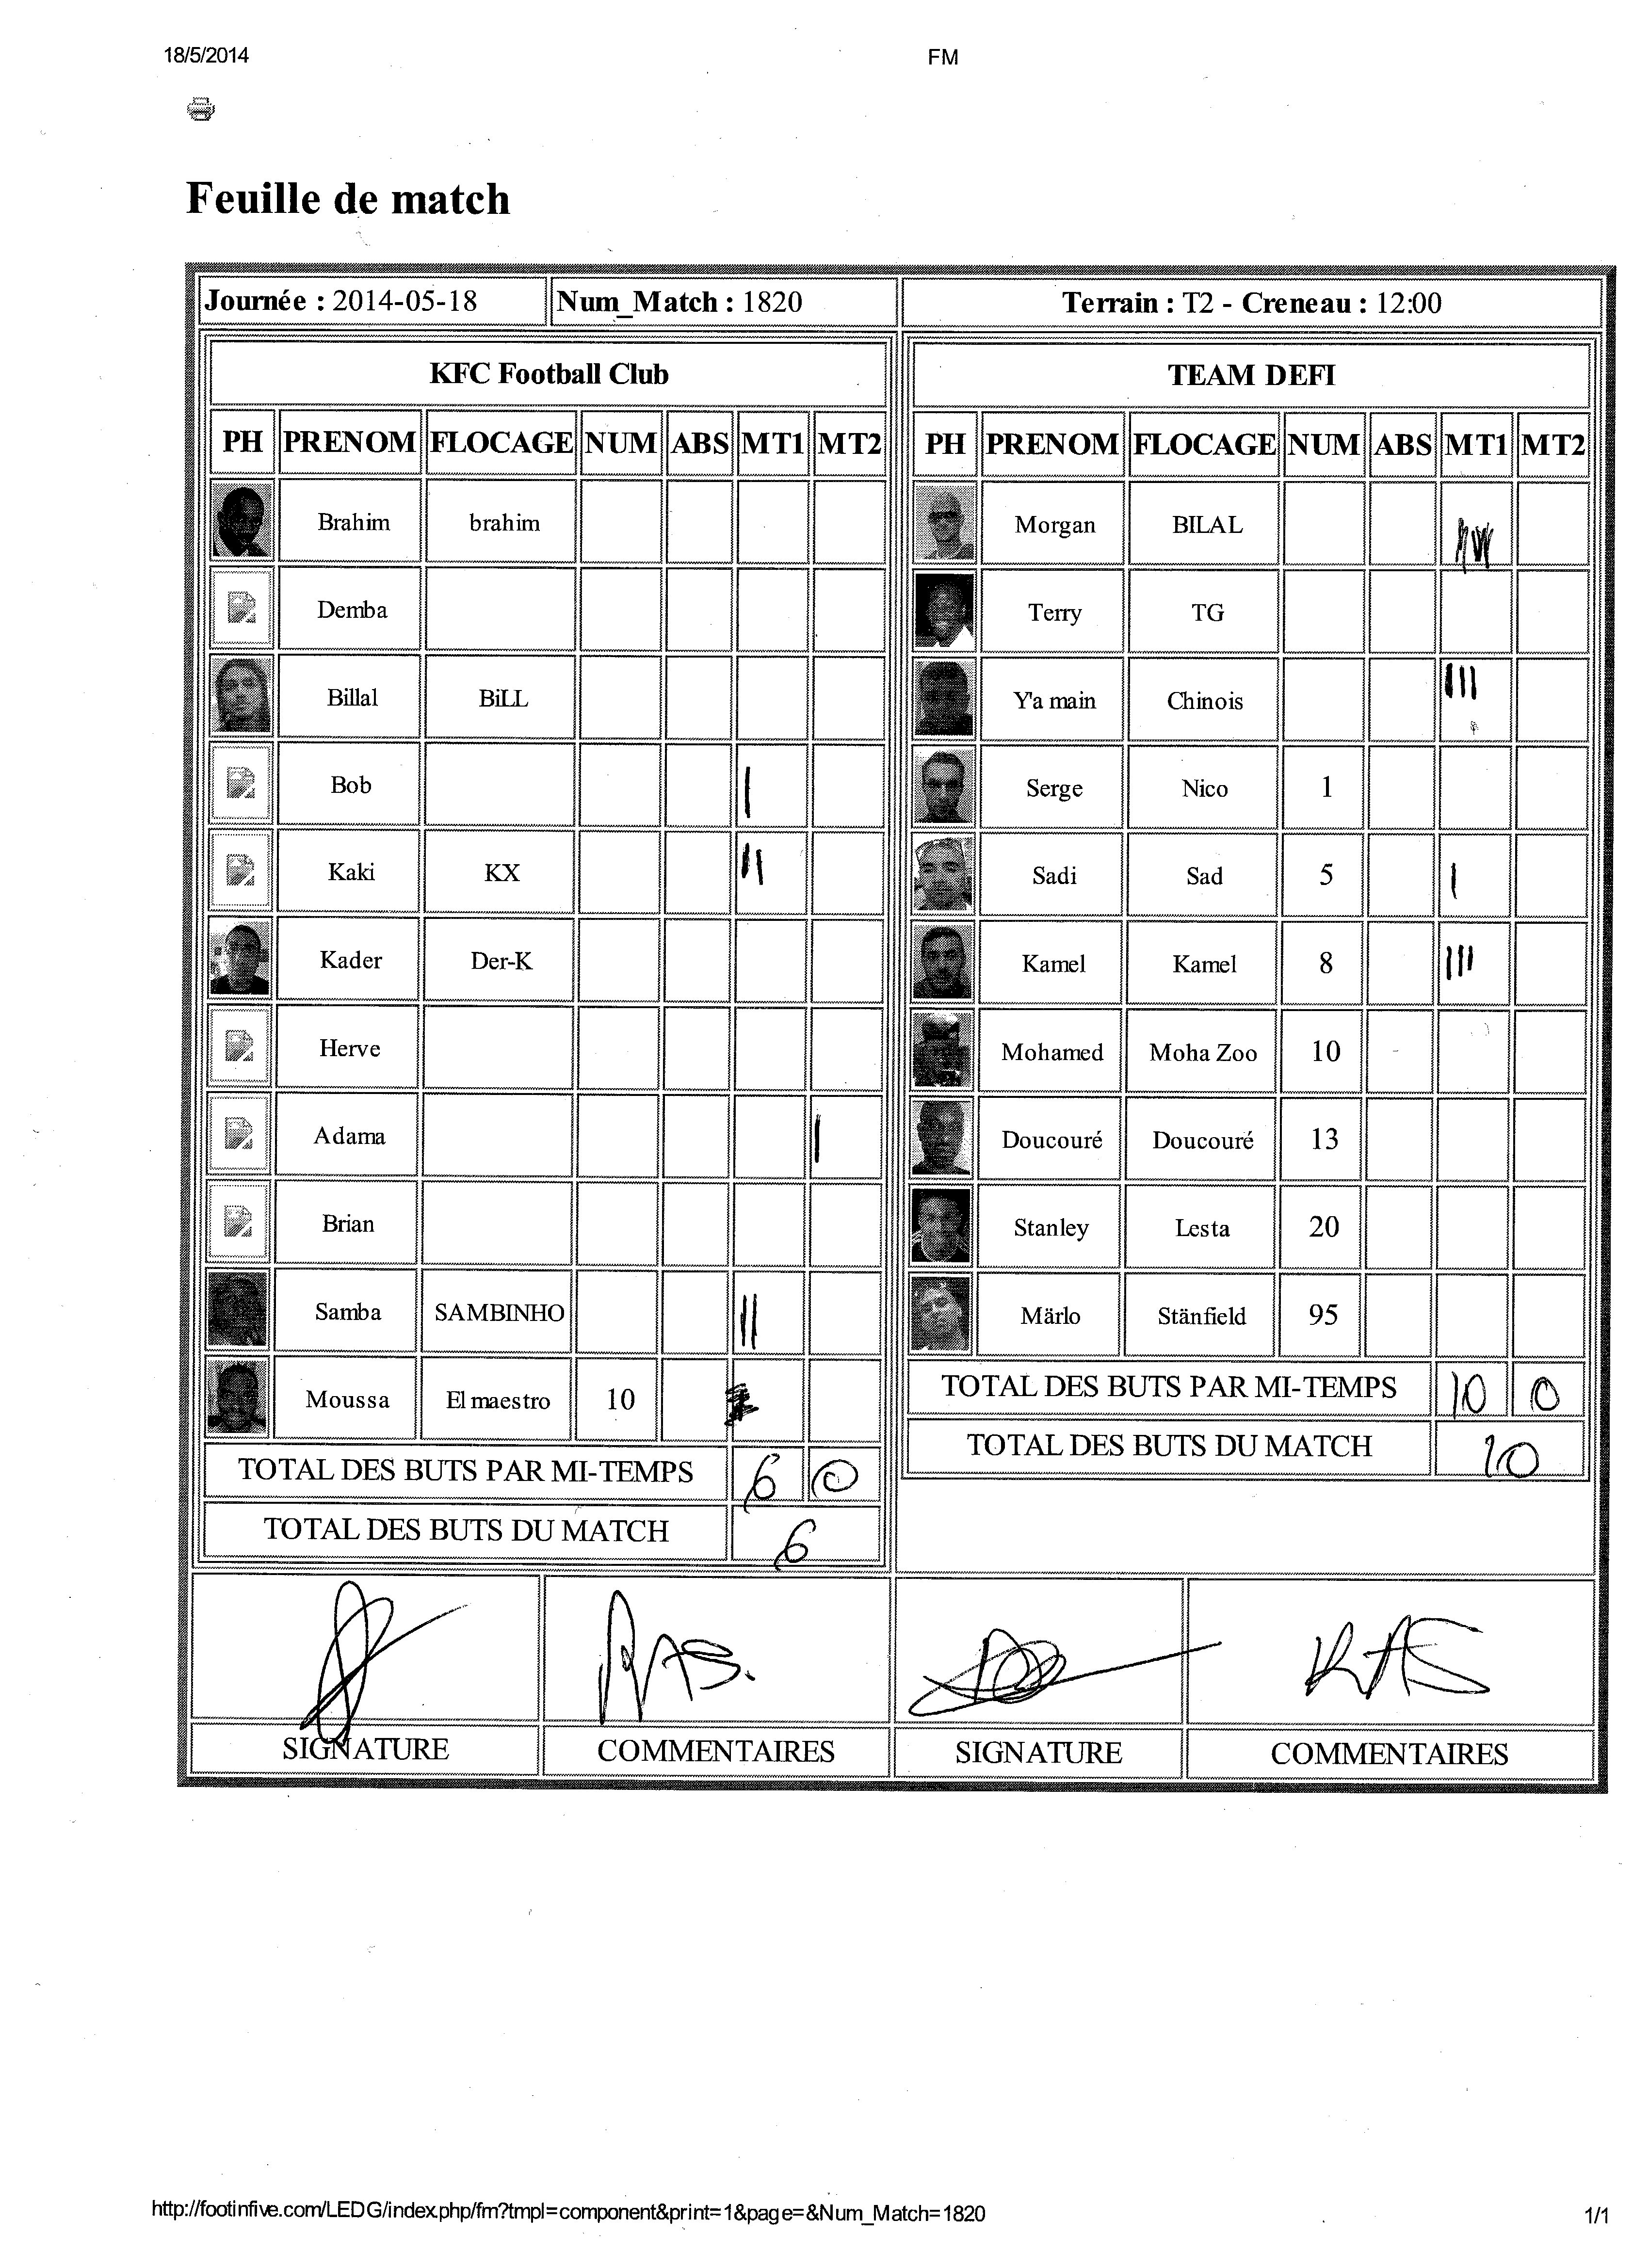 18/5/2014 FM
Feuille de match
Journée : 2014-05-18 Num_Match : 1820 Terrain : T2 - Creneau : 12:00
KFC Football Club TEAM DEFI
PH PRENOM FLOCAGE NUM ABS MT1 MT2 PH PRENOM FLOCAGE NUM ABS MT1 MT2
Brahim brahim Morgan BILAL
Demba Terry TG
Billal BiLL Y'a main Chinois III
Bob I Serge Nico 1
Kaki KX II Sadi Sad 5 I
Kader Der-K Kamel Kamel 8 III
Herve Mohamed Moha Zoo 10
Adama I Doucouré Doucouré 13
Brian Stanley Lesta 20
Samba SAMBINHO II Märlo Stänfield 95
Moussa El maestro 10 TOTAL DES BUTS PAR MI-TEMPS 10 0
TOTAL DES BUTS PAR MI-TEMPS 6 0 TOTAL DES BUTS DU MATCH 10
TOTAL DES BUTS DU MATCH 6
RAS. RAS
SIGNATURE COMMENTAIRES SIGNATURE COMMENTAIRES
http://footinfive.com/LEDG/index.php/fm?tmpl=component&print=1&page=&Num_Match=1820 1/1